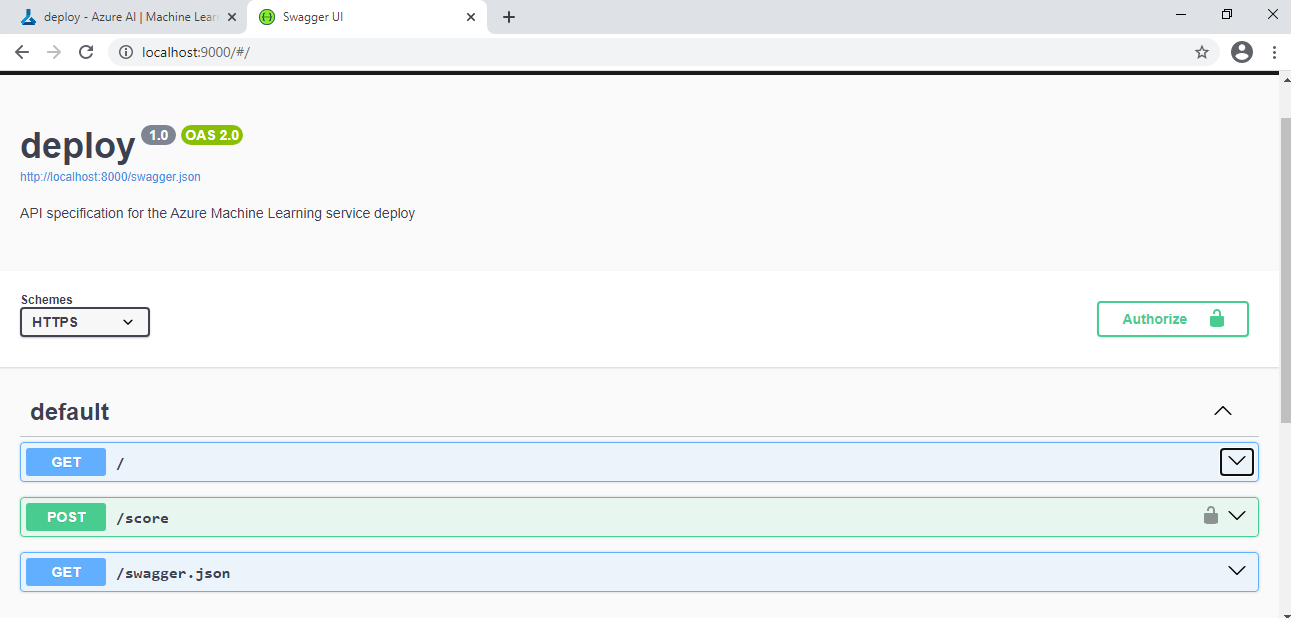 deploy - Azure AI | Machine Lear
Swagger UI
localhost:9000/#/
deploy 1.0 OAS 2.0
http://localhost:8000/swagger.json
API specification for the Azure Machine Learning service deploy
Schemes
HTTPS
Authorize
default
GET /
POST /score
GET /swagger.json